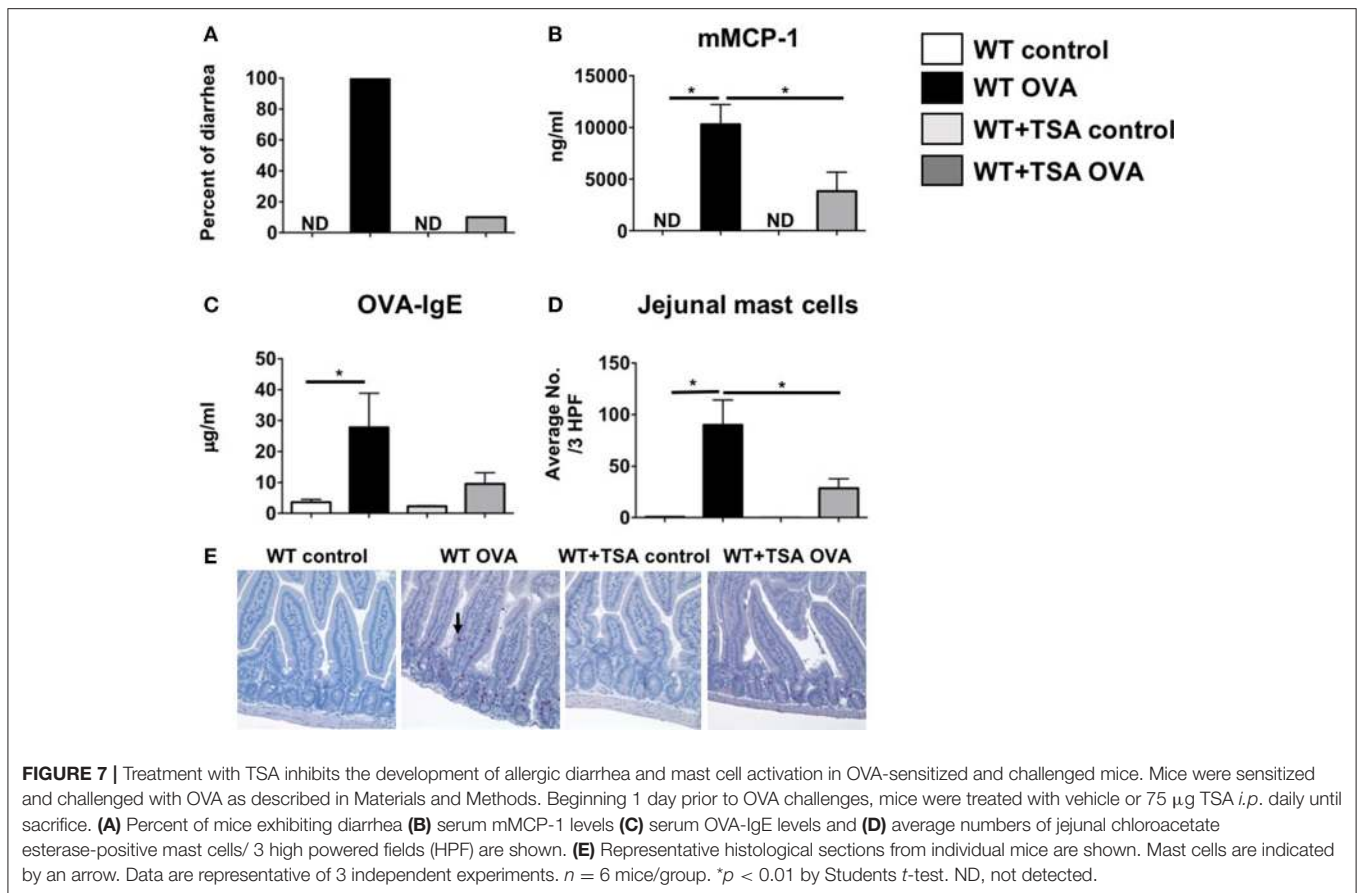 A
Percent of diarrhea
100
80
60
40
20
0
ND
ND
B
mMCP-1
ng/ml
15000
10000
5000
0
* *
ND
ND
WT control
WT OVA
WT+TSA control
WT+TSA OVA
C
OVA-IgE
μg/ml
50
40
30
20
10
0
*
D
Jejunal mast cells
Average No.
/3 HPF
150
100
50
0
* *
E
WT control WT OVA WT+TSA control WT+TSA OVA
FIGURE 7 | Treatment with TSA inhibits the development of allergic diarrhea and mast cell activation in OVA-sensitized and challenged mice. Mice were sensitized
and challenged with OVA as described in Materials and Methods. Beginning 1 day prior to OVA challenges, mice were treated with vehicle or 75 μg TSA i.p. daily until
sacrifice. (A) Percent of mice exhibiting diarrhea (B) serum mMCP-1 levels (C) serum OVA-IgE levels and (D) average numbers of jejunal chloroacetate
esterase-positive mast cells/ 3 high powered fields (HPF) are shown. (E) Representative histological sections from individual mice are shown. Mast cells are indicated
by an arrow. Data are representative of 3 independent experiments. n = 6 mice/group. *p < 0.01 by Students t-test. ND, not detected.